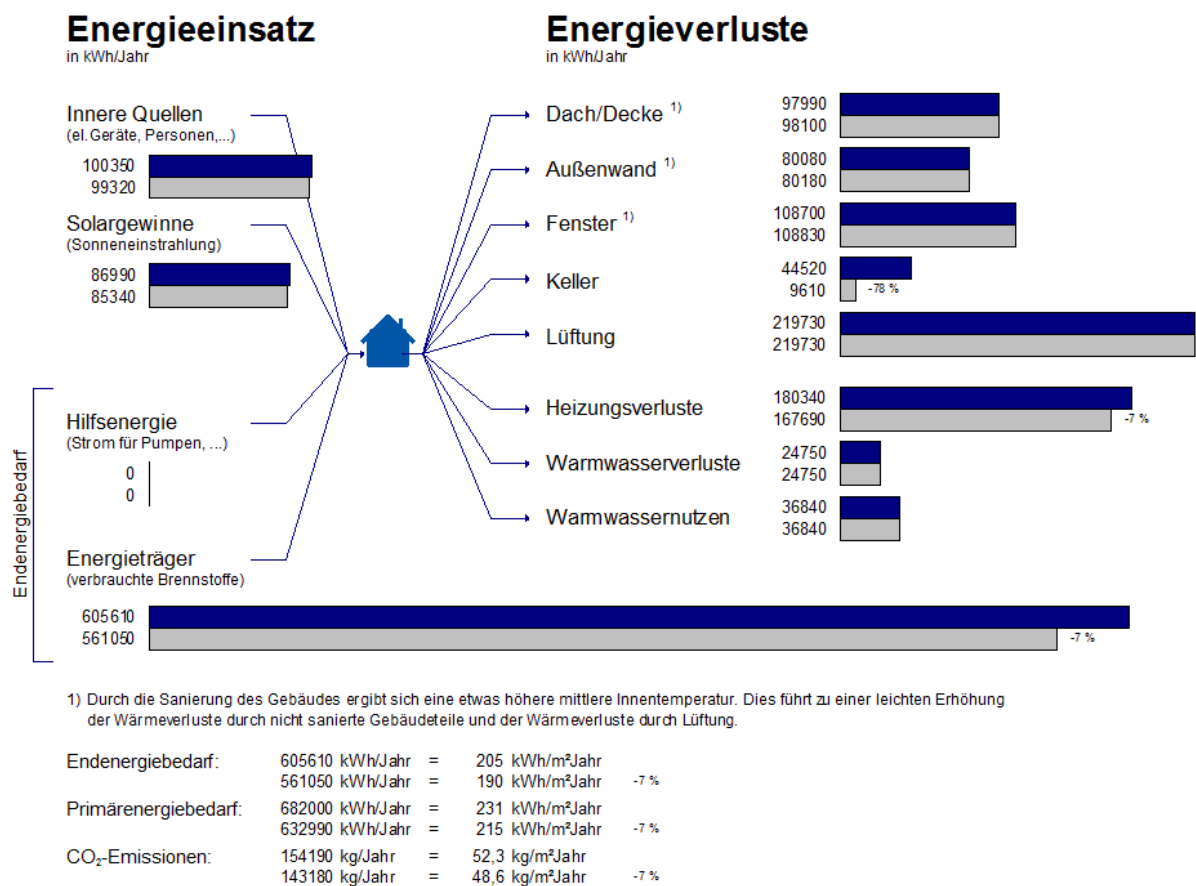 Energieeinsatz
in kWh/Jahr
Innere Quellen
(el. Geräte, Personen,...)
100350
99320
Solargewinne
(Sonneneinstrahlung)
86990
85340
Endenergiebedarf
Hilfsenergie
(Strom für Pumpen, ...)
0
0
Energieträger
(verbrauchte Brennstoffe)
605610
561050 -7 %
Energieverluste
in kWh/Jahr
Dach/Decke 1)
97990
98100
Außenwand 1)
80080
80180
Fenster 1)
108700
108830
Keller
44520
9610 -78 %
Lüftung
219730
219730
Heizungsverluste
180340
167690 -7 %
Warmwasserverluste
24750
24750
Warmwassernutzen
36840
36840
1) Durch die Sanierung des Gebäudes ergibt sich eine etwas höhere mittlere Innentemperatur. Dies führt zu einer leichten Erhöhung
der Wärmeverluste durch nicht sanierte Gebäudeteile und der Wärmeverluste durch Lüftung.
Endenergiebedarf: 605610 kWh/Jahr = 205 kWh/m²Jahr
561050 kWh/Jahr = 190 kWh/m²Jahr -7 %
Primärenergiebedarf: 682000 kWh/Jahr = 231 kWh/m²Jahr
632990 kWh/Jahr = 215 kWh/m²Jahr -7 %
CO₂-Emissionen: 154190 kg/Jahr = 52,3 kg/m²Jahr
143180 kg/Jahr = 48,6 kg/m²Jahr -7 %